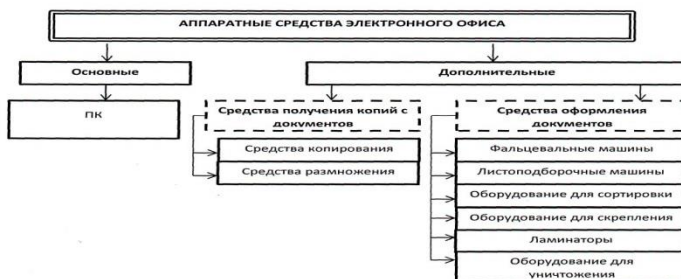 АППАРАТНЫЕ СРЕДСТВА ЭЛЕКТРОННОГО ОФИСА
Основные
Дополнительные
ПК
Средства получения копий с
документов
Средства копирования
Средства размножения
Средства оформления
документов
Фальцевальные машины
Листоподборочные машины
Оборудование для сортировки
Оборудование для скрепления
Ламинаторы
Оборудование для
уничтожения